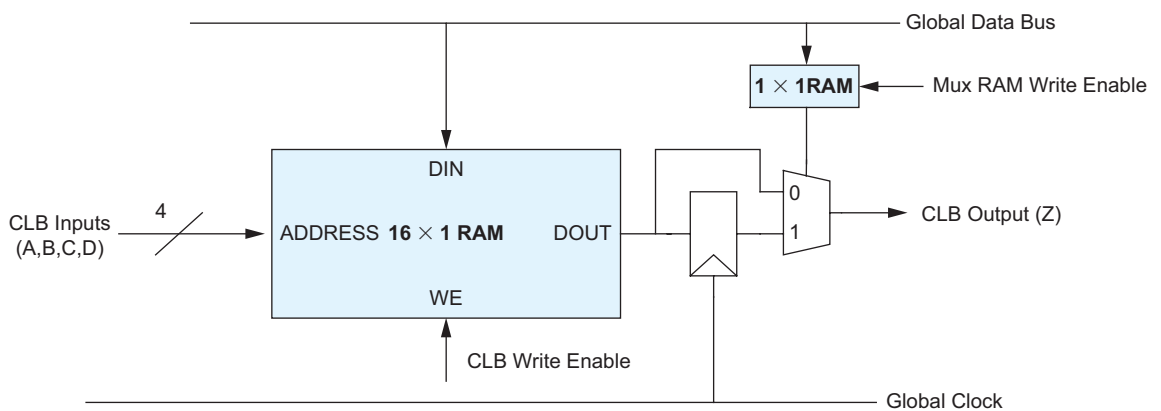 Global Data Bus
1 × 1RAM
Mux RAM Write Enable
DIN
4
CLB Inputs
(A,B,C,D)
ADDRESS 16 × 1 RAM DOUT
0
1
CLB Output (Z)
WE
CLB Write Enable
Global Clock